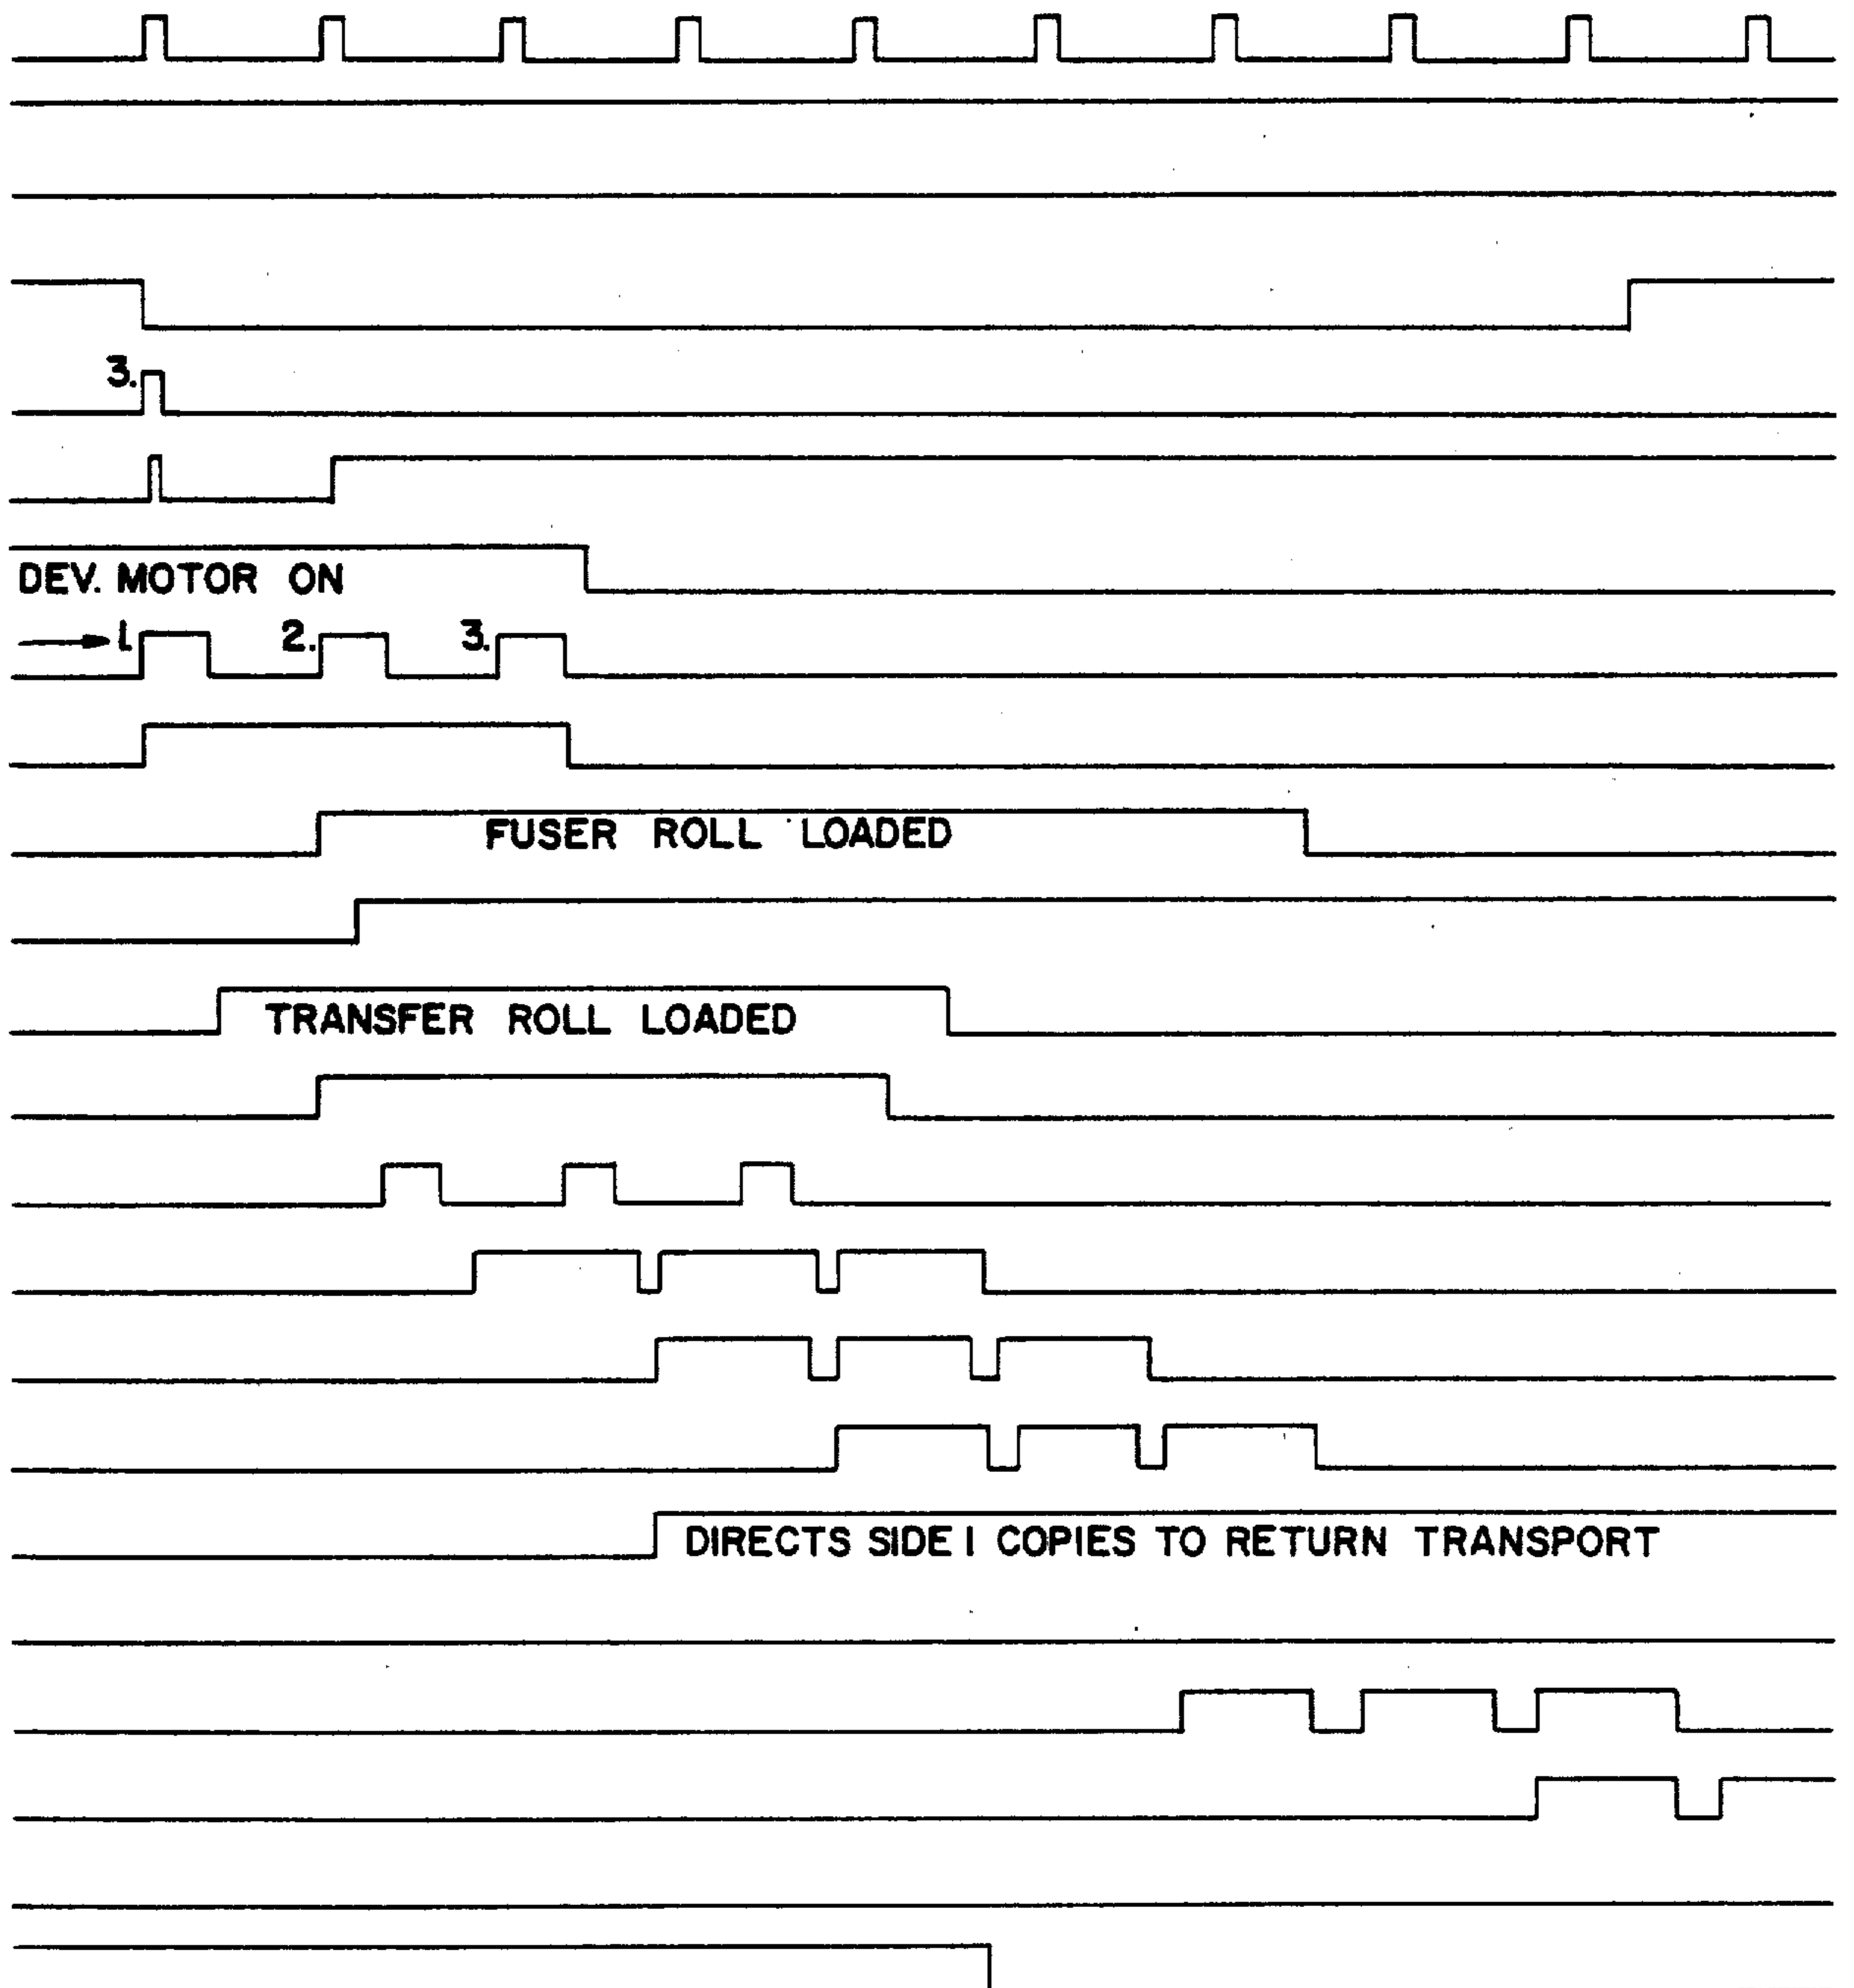 3.
DEV. MOTOR ON
1. 2. 3.
FUSER ROLL LOADED
TRANSFER ROLL LOADED
DIRECTS SIDE 1 COPIES TO RETURN TRANSPORT